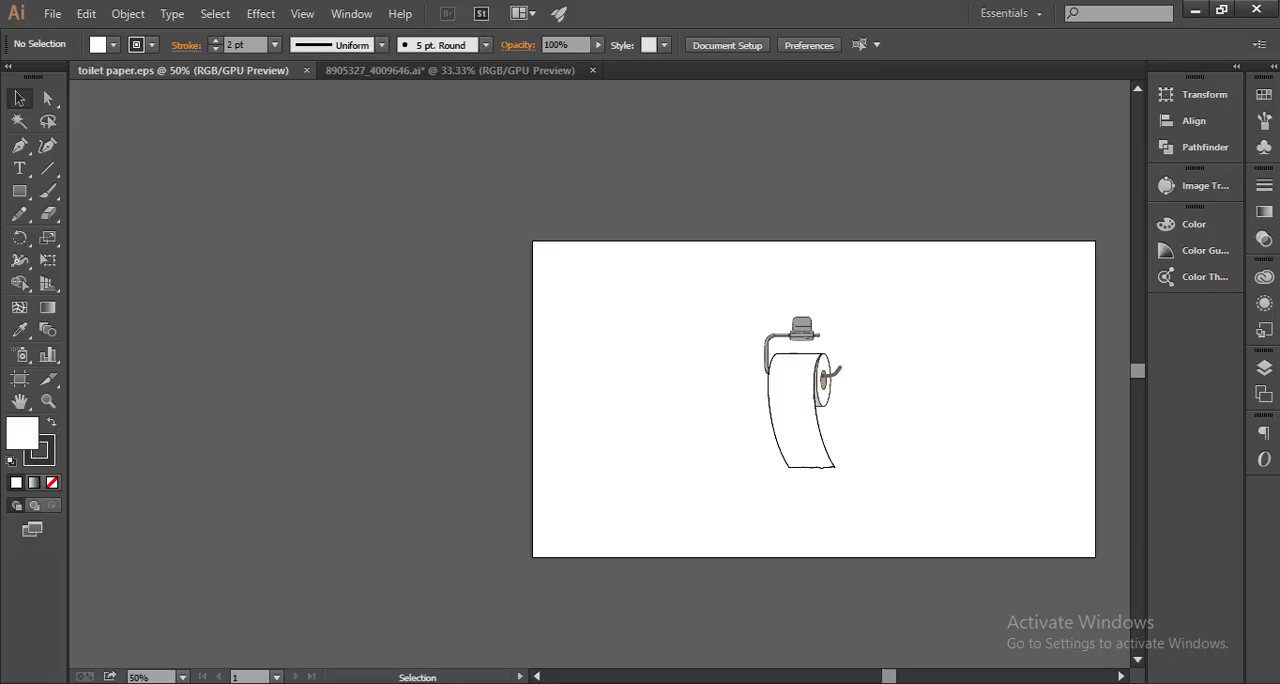 Ai File Edit Object Type Select Effect View Window Help Br St Essentials
No Selection Stroke: 2 pt Uniform 5 pt. Round Opacity: 100% Style: Document Setup Preferences
toilet paper.eps @ 50% (RGB/GPU Preview) × 8905327_4009646.ai* @ 33.33% (RGB/GPU Preview) ×
Transform
Align
Pathfinder
Image Tr...
Color
Color Gu...
Color Th...
Activate Windows
Go to Settings to activate Windows.
50% 1 Selection